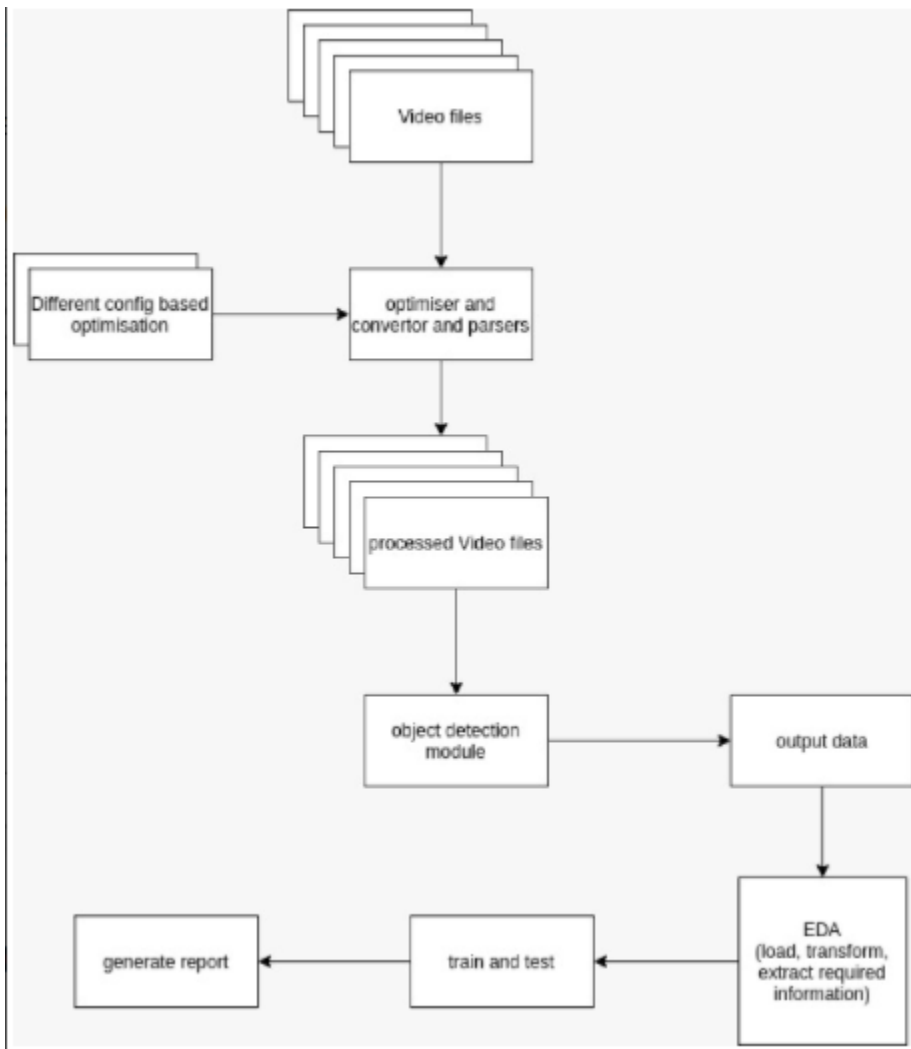 Video files
Different config based
optimisation
optimiser and
convertor and parsers
processed Video files
object detection
module
output data
EDA
(load, transform,
extract required
information)
train and test
generate report